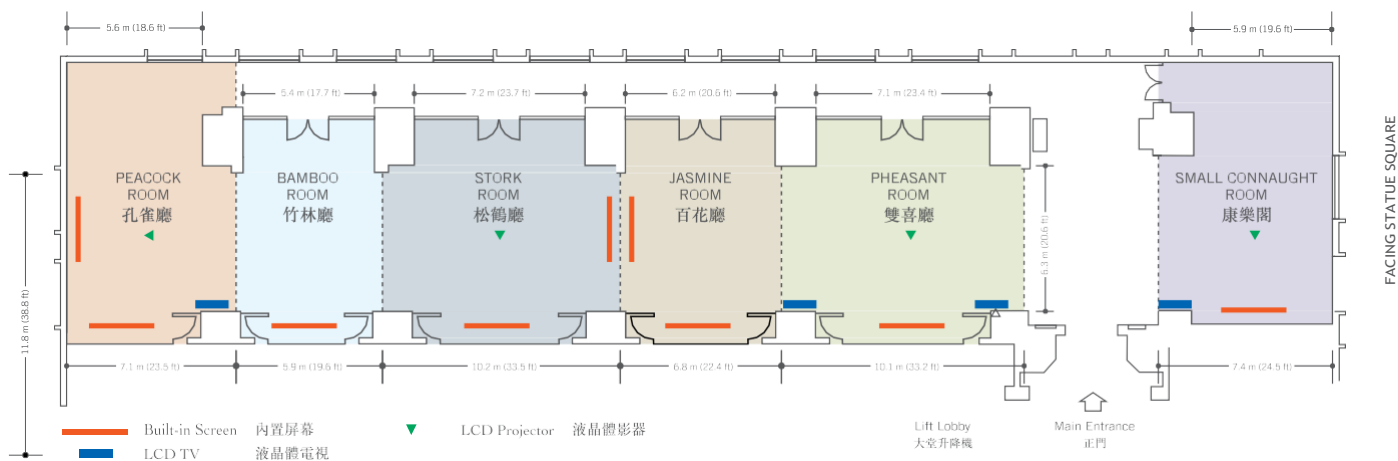 5.6 m (18.6 ft)
5.9 m (19.6 ft)
5.4 m (17.7 ft)
7.2 m (23.7 ft)
6.2 m (20.6 ft)
7.1 m (23.4 ft)
PEACOCK
ROOM
孔雀廳
BAMBOO
ROOM
竹林廳
STORK
ROOM
松鶴廳
JASMINE
ROOM
百花廳
PHEASANT
ROOM
雙喜廳
SMALL CONNAUGHT
ROOM
康樂閣
6.3 m (20.6 ft)
FACING STATUE SQUARE
11.8 m (38.8 ft)
7.1 m (23.5 ft)
5.9 m (19.6 ft)
10.2 m (33.5 ft)
6.8 m (22.4 ft)
10.1 m (33.2 ft)
7.4 m (24.5 ft)
Built-in Screen 內置屏幕
LCD Projector 液晶體影器
LCD TV 液晶體電視
Lift Lobby
大堂升降機
Main Entrance
正門